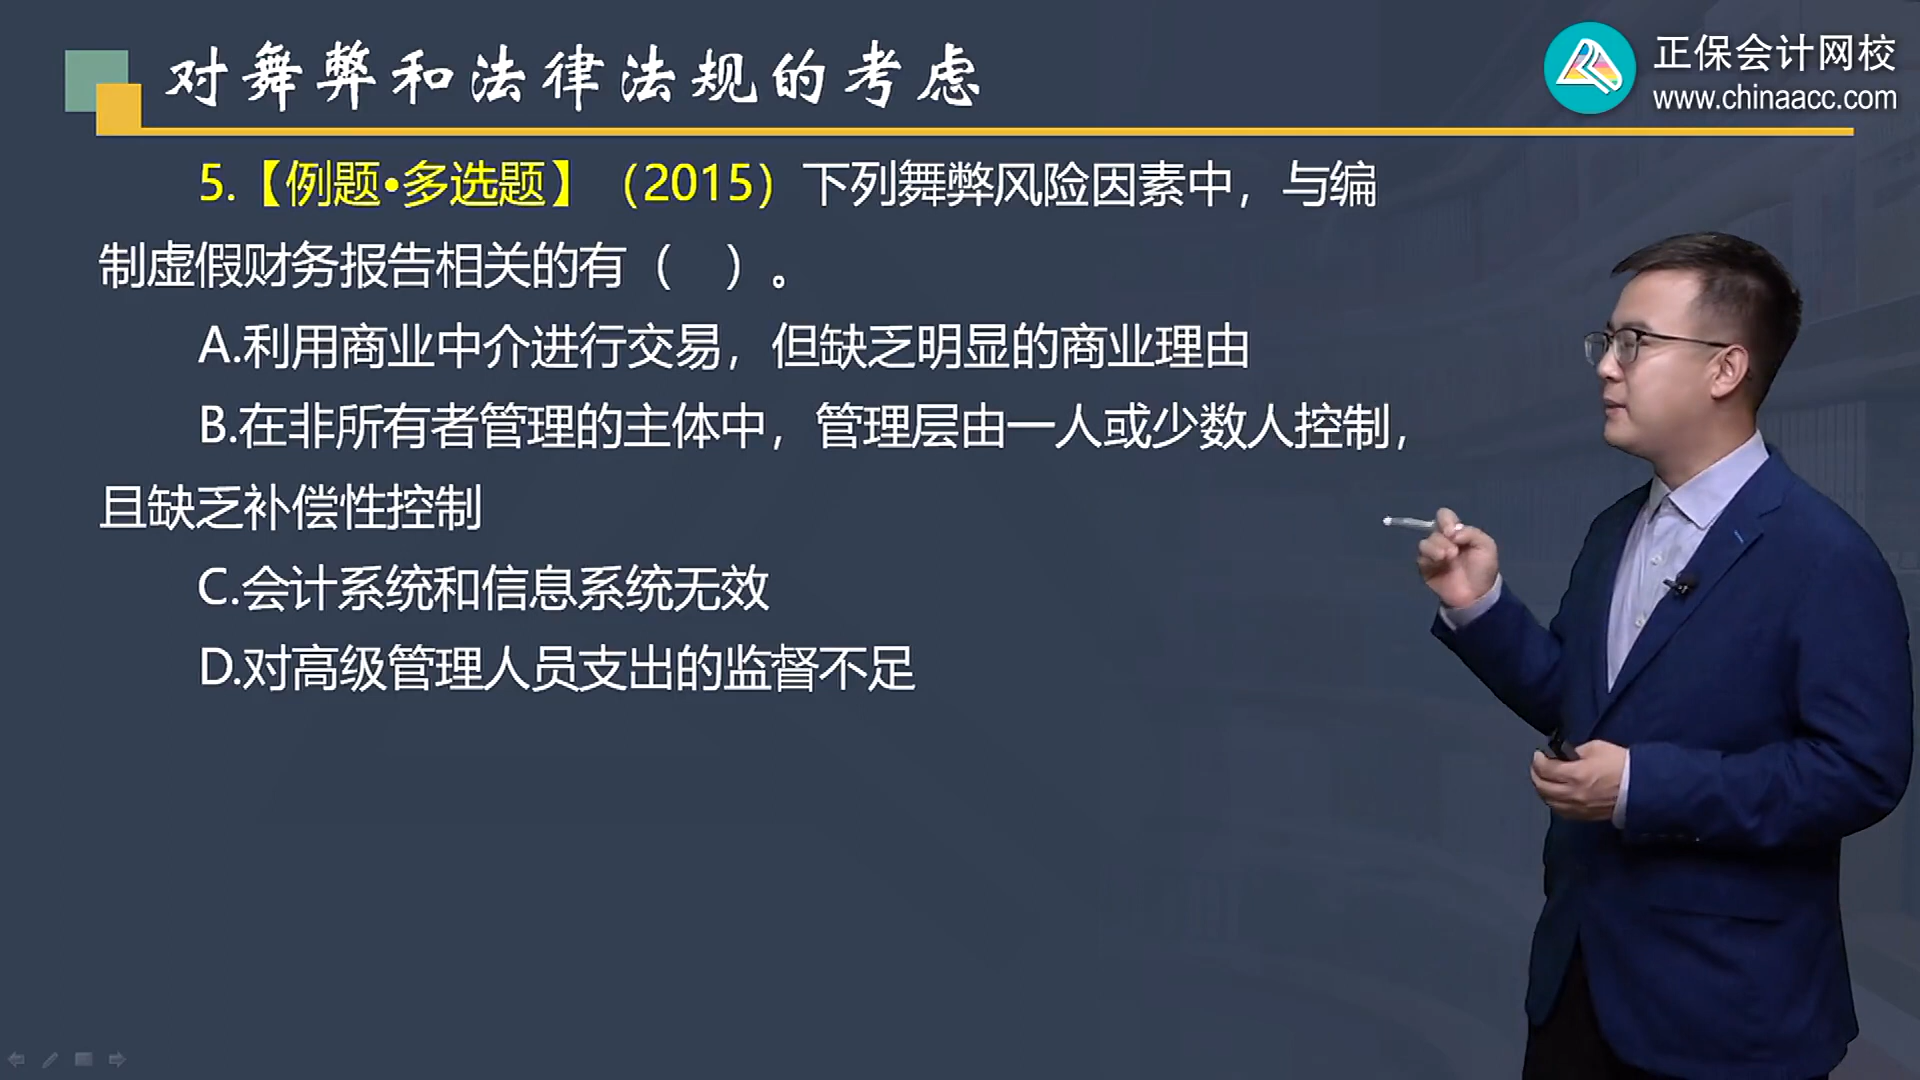 对舞弊和法律法规的考虑
正保会计网校
www.chinaacc.com
5.【例题•多选题】（2015）下列舞弊风险因素中，与编
制虚假财务报告相关的有（ ）。
A.利用商业中介进行交易，但缺乏明显的商业理由
B.在非所有者管理的主体中，管理层由一人或少数人控制，
且缺乏补偿性控制
C.会计系统和信息系统无效
D.对高级管理人员支出的监督不足